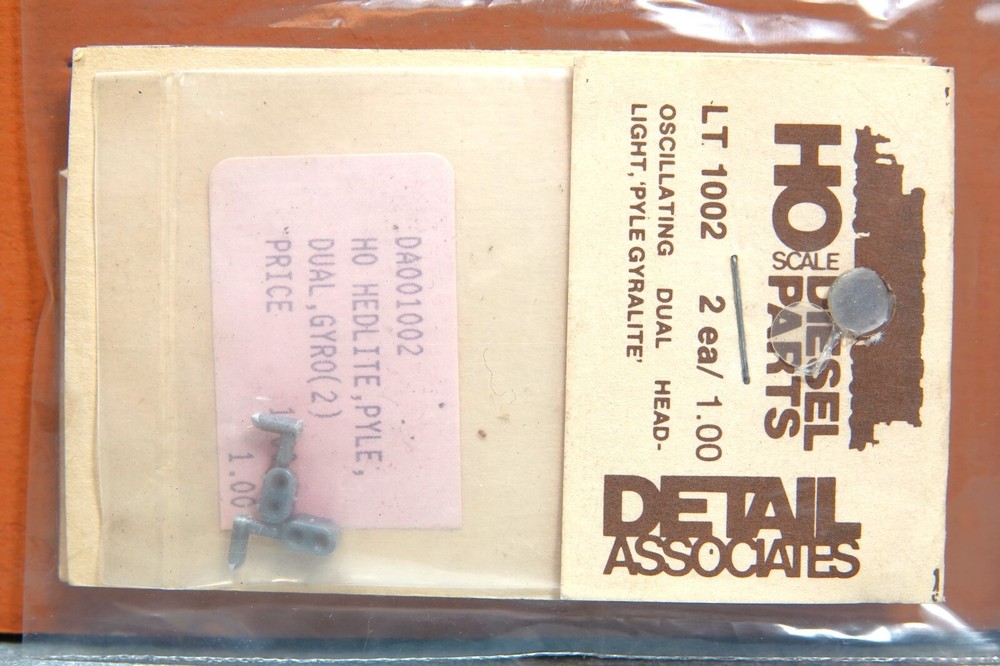 HO
SCALE
DIESEL
PARTS
LT 1002 2 ea/ 1.00
OSCILLATING DUAL HEAD-
LIGHT, 'PYLE GYRALITE'
DETAIL
ASSOCIATES
DA001002
HO HEDLITE,PYLE,
DUAL,GYRO(2)
PRICE 1.00